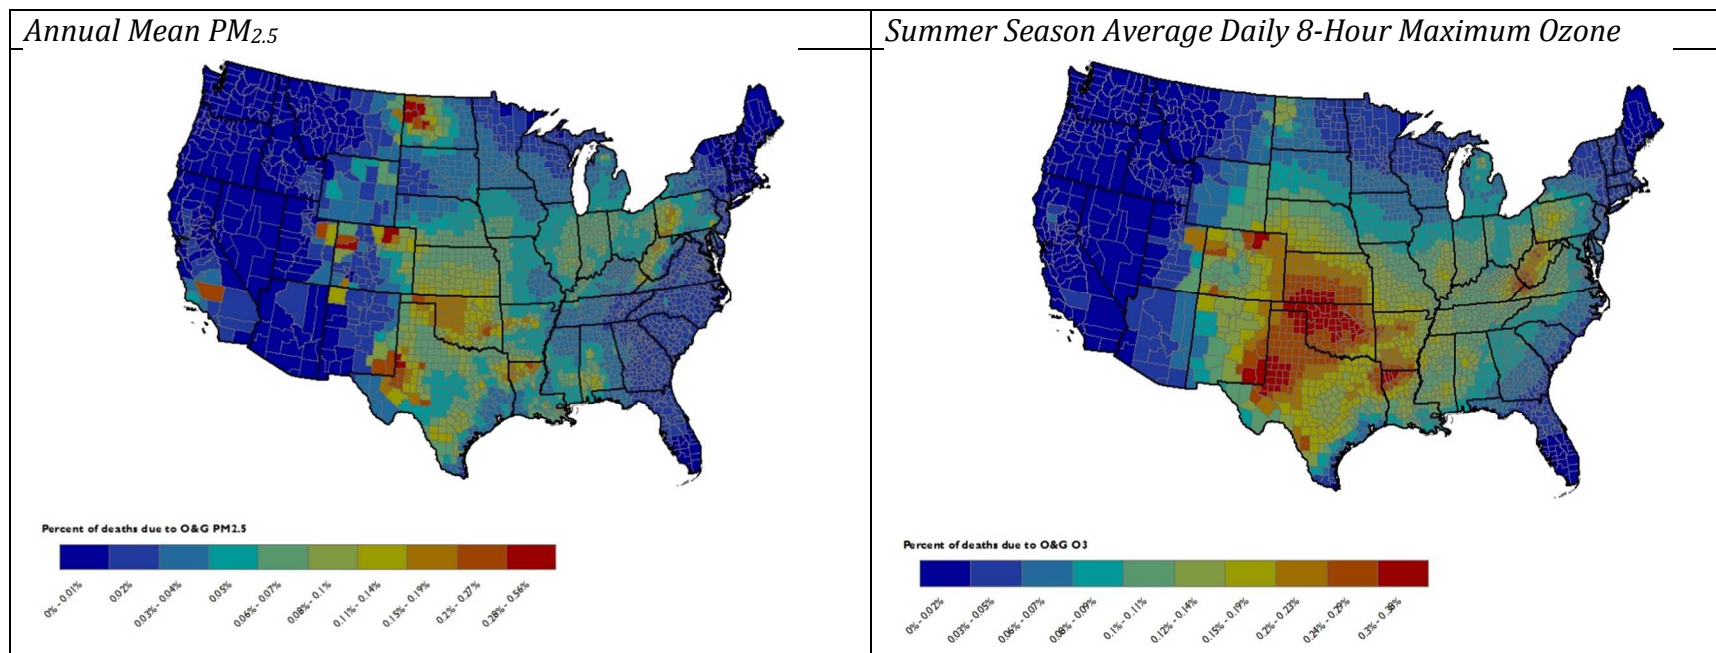 Annual Mean PM2.5
Summer Season Average Daily 8-Hour Maximum Ozone
Percent of deaths due to O&G PM2.5
0% - 0.01%
0.02%
0.03% - 0.04%
0.05%
0.06% - 0.07%
0.08% - 0.1%
0.11% - 0.14%
0.15% - 0.19%
0.2% - 0.27%
0.28% - 0.56%
Percent of deaths due to O&G O3
0% - 0.02%
0.03% - 0.05%
0.06% - 0.07%
0.08% - 0.09%
0.1% - 0.11%
0.12% - 0.14%
0.15% - 0.19%
0.2% - 0.23%
0.24% - 0.29%
0.3% - 0.38%